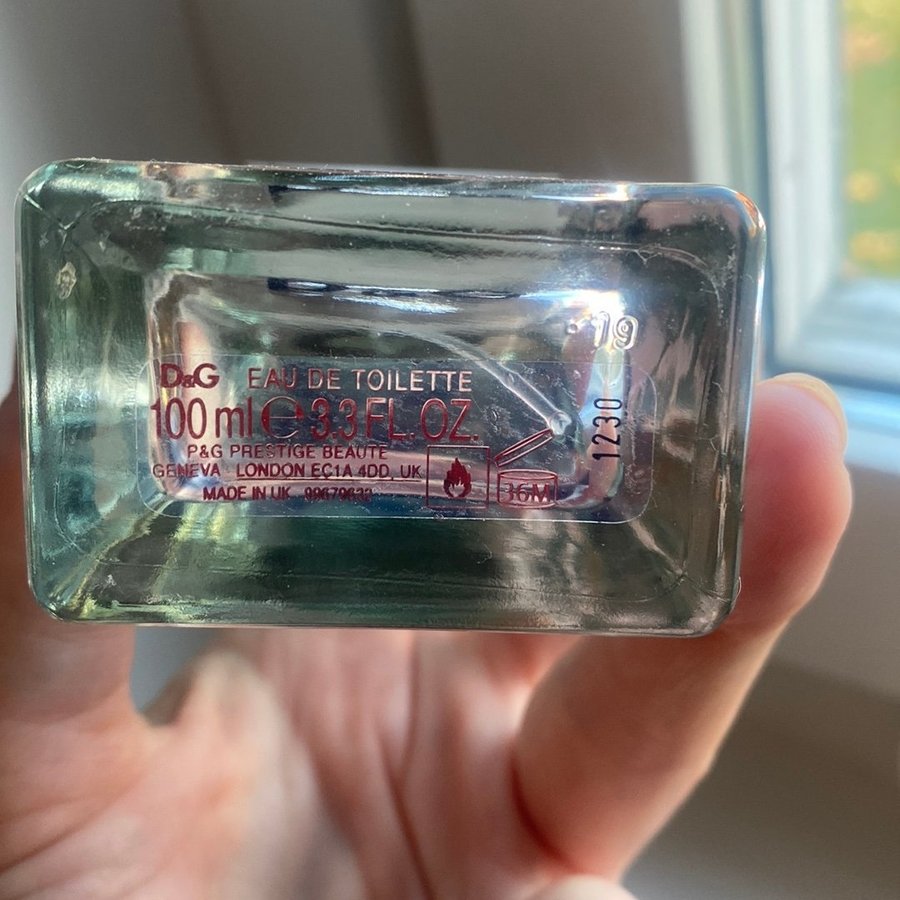 1g
D&G EAU DE TOILETTE
100 ml e 3.3 FL. OZ.
P&G PRESTIGE BEAUTE
GENEVA · LONDON EC1A 4DD, UK
MADE IN UK
36M
1230